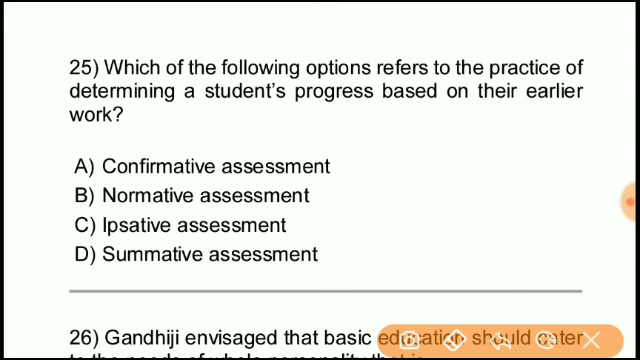 25) Which of the following options refers to the practice of
determining a student's progress based on their earlier
work?
A) Confirmative assessment
B) Normative assessment
C) Ipsative assessment
D) Summative assessment
26) Gandhiji envisaged that basic education should cater